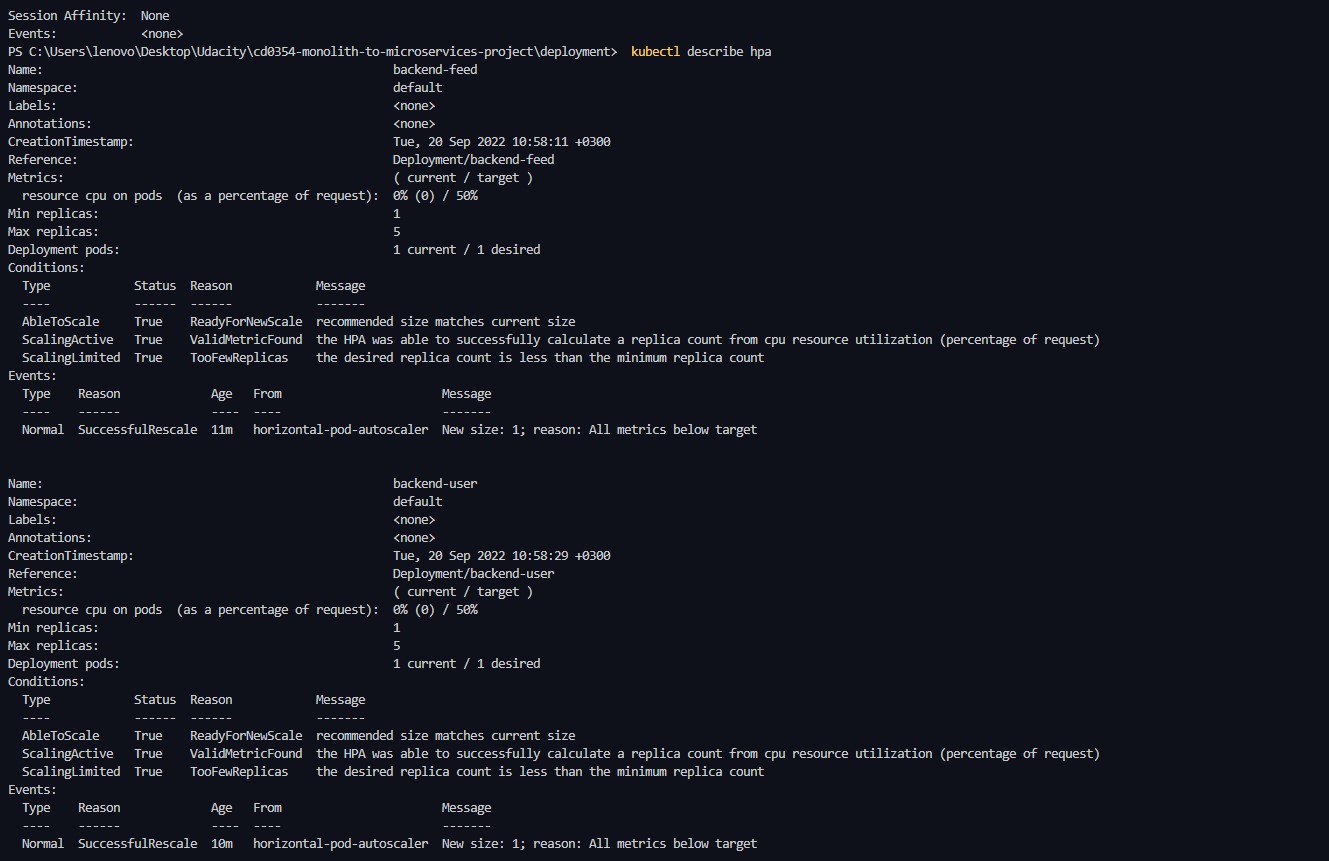 Session Affinity:  None
Events:            <none>
PS C:\Users\lenovo\Desktop\Udacity\cd0354-monolith-to-microservices-project\deployment>  kubectl describe hpa
Name:                                                  backend-feed
Namespace:                                             default
Labels:                                                <none>
Annotations:                                           <none>
CreationTimestamp:                                     Tue, 20 Sep 2022 10:58:11 +0300
Reference:                                             Deployment/backend-feed
Metrics:                                               ( current / target )
  resource cpu on pods  (as a percentage of request):  0% (0) / 50%
Min replicas:                                          1
Max replicas:                                          5
Deployment pods:                                       1 current / 1 desired
Conditions:
  Type            Status  Reason            Message
  ----            ------  ------            -------
  AbleToScale     True    ReadyForNewScale  recommended size matches current size
  ScalingActive   True    ValidMetricFound  the HPA was able to successfully calculate a replica count from cpu resource utilization (percentage of request)
  ScalingLimited  True    TooFewReplicas    the desired replica count is less than the minimum replica count
Events:
  Type    Reason             Age   From                       Message
  ----    ------             ----  ----                       -------
  Normal  SuccessfulRescale  11m   horizontal-pod-autoscaler  New size: 1; reason: All metrics below target
Name:                                                  backend-user
Namespace:                                             default
Labels:                                                <none>
Annotations:                                           <none>
CreationTimestamp:                                     Tue, 20 Sep 2022 10:58:29 +0300
Reference:                                             Deployment/backend-user
Metrics:                                               ( current / target )
  resource cpu on pods  (as a percentage of request):  0% (0) / 50%
Min replicas:                                          1
Max replicas:                                          5
Deployment pods:                                       1 current / 1 desired
Conditions:
  Type            Status  Reason            Message
  ----            ------  ------            -------
  AbleToScale     True    ReadyForNewScale  recommended size matches current size
  ScalingActive   True    ValidMetricFound  the HPA was able to successfully calculate a replica count from cpu resource utilization (percentage of request)
  ScalingLimited  True    TooFewReplicas    the desired replica count is less than the minimum replica count
Events:
  Type    Reason             Age   From                       Message
  ----    ------             ----  ----                       -------
  Normal  SuccessfulRescale  10m   horizontal-pod-autoscaler  New size: 1; reason: All metrics below target